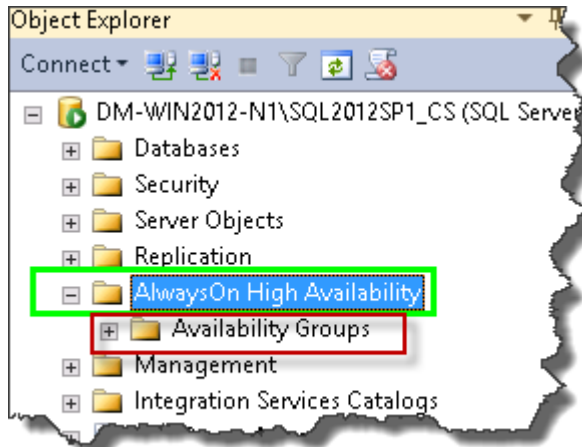 Object Explorer
Connect
DM-WIN2012-N1\SQL2012SP1_CS (SQL Server
Databases
Security
Server Objects
Replication
AlwaysOn High Availability
Availability Groups
Management
Integration Services Catalogs